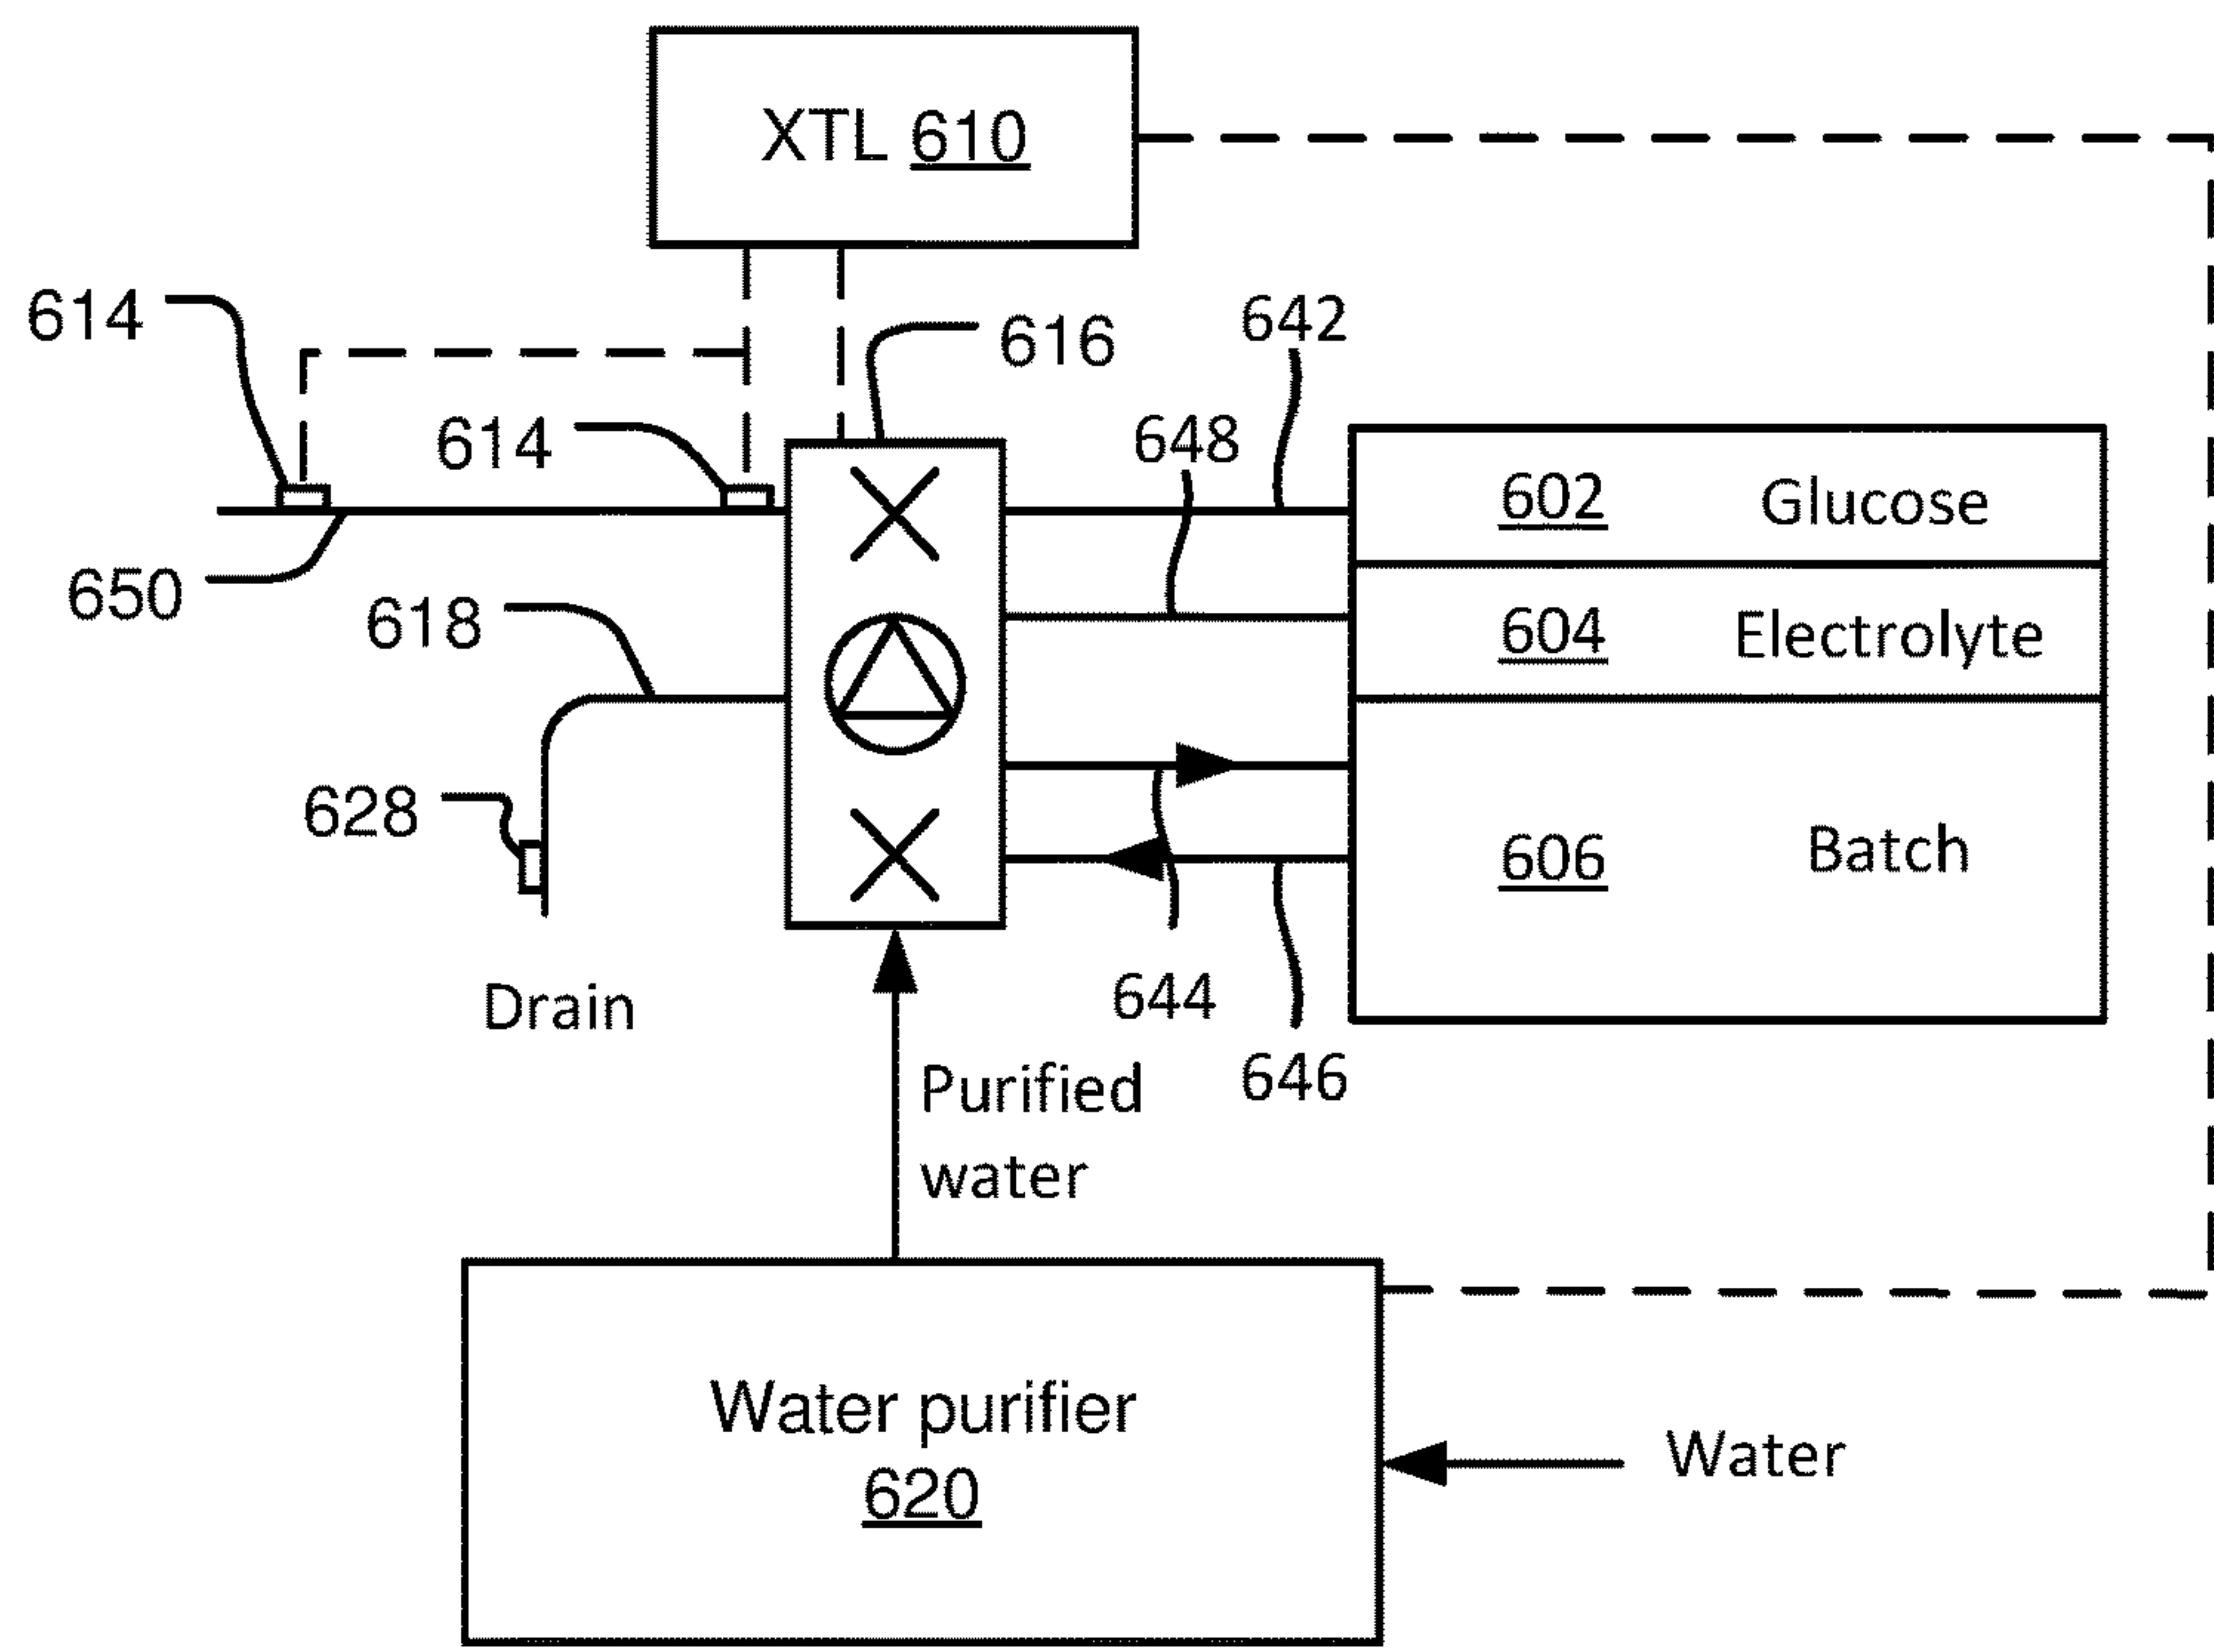 XTL 610
614
616
642
614
648
602 Glucose
650
618
604 Electrolyte
628
606 Batch
Drain
644
646
Purified
water
Water purifier
620
Water